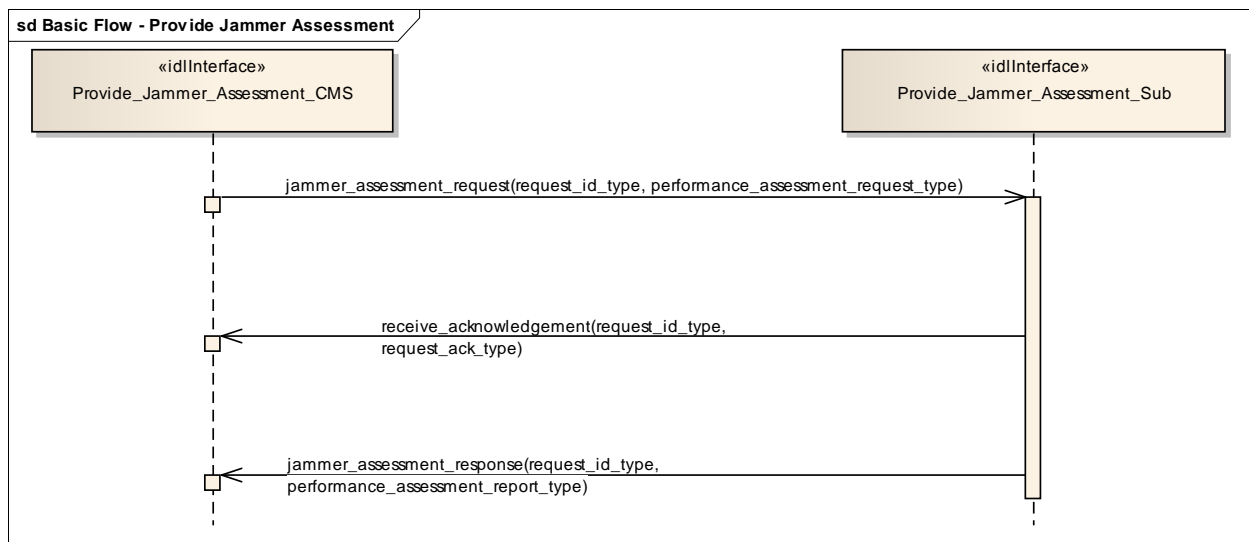 sd Basic Flow - Provide Jammer Assessment
«idlInterface»
Provide_Jammer_Assessment_CMS
«idlInterface»
Provide_Jammer_Assessment_Sub
jammer_assessment_request(request_id_type, performance_assessment_request_type)
receive_acknowledgement(request_id_type,
request_ack_type)
jammer_assessment_response(request_id_type,
performance_assessment_report_type)